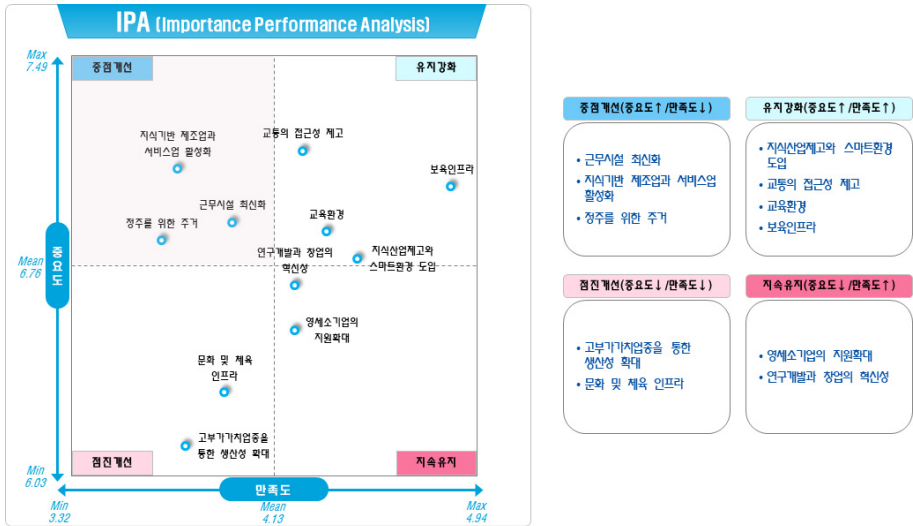 IPA (Importance Performance Analysis)
Max
7.49
중점개선
유지강화
지식기반 제조업과
서비스업 활성화
교통의 접근성 제고
보육인프라
근무시설 최신화
정주를 위한 주거
교육환경
연구개발과 창업의
혁신성
지식산업제고와
스마트환경 도입
중요도
Mean
6.76
영세소기업의
지원확대
문화 및 체육
인프라
고부가가치업종을
통한 생산성 확대
점진개선
지속유지
Min
6.03
만족도
Min
3.32
Mean
4.13
Max
4.94
중점개선(중요도↑/만족도↓)
• 근무시설 최신화
• 지식기반 제조업과 서비스업
활성화
• 정주를 위한 주거
유지강화(중요도↑/만족도↑)
• 지식산업제고와 스마트환경
도입
• 교통의 접근성 제고
• 교육환경
• 보육인프라
점진개선(중요도↓/만족도↓)
• 고부가가치업종을 통한
생산성 확대
• 문화 및 체육 인프라
지속유지(중요도↓/만족도↑)
• 영세소기업의 지원확대
• 연구개발과 창업의 혁신성